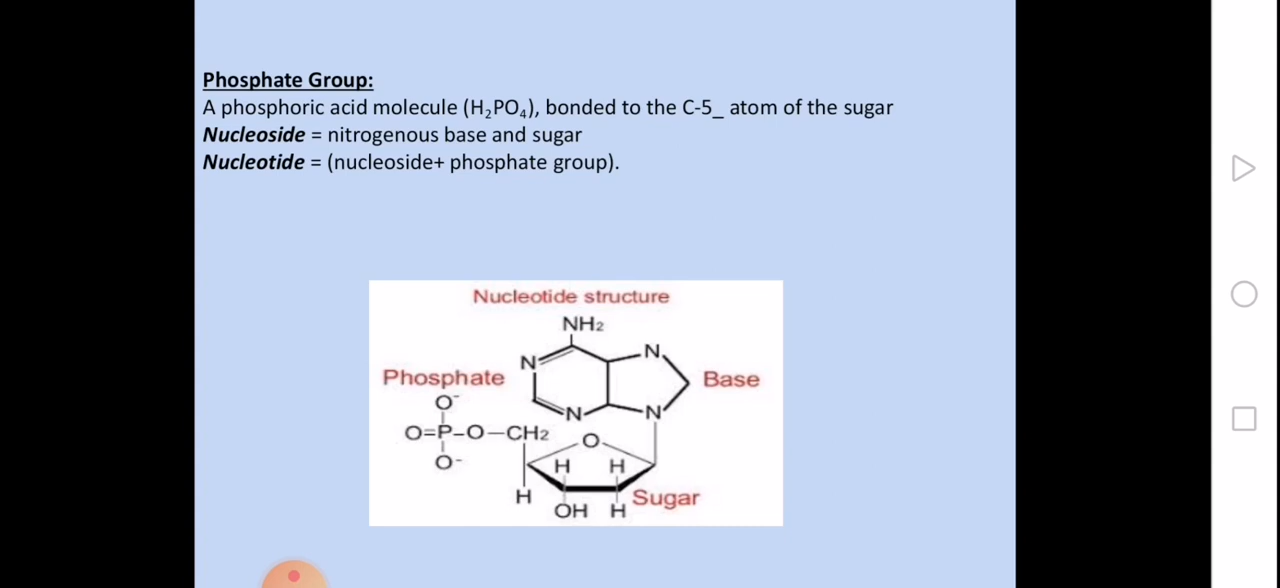 Phosphate Group:
A phosphoric acid molecule (H₂PO₄), bonded to the C-5_ atom of the sugar
Nucleoside = nitrogenous base and sugar
Nucleotide = (nucleoside+ phosphate group).
Nucleotide structure
NH₂
N N
Phosphate Base
O⁻
N N
O=P-O-CH₂ O
O⁻ H H
H Sugar
OH H